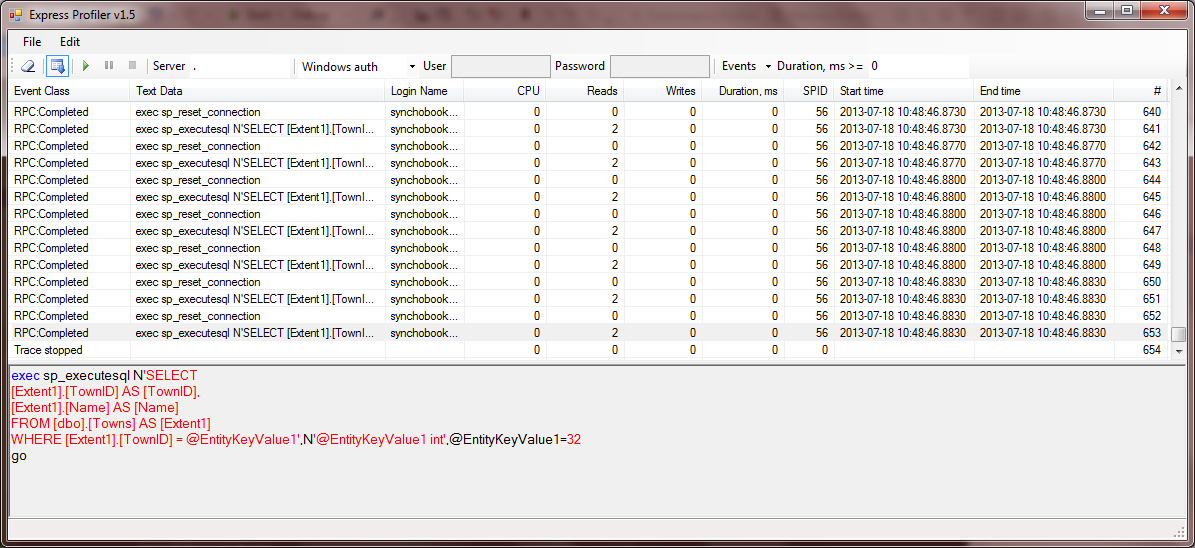 Express Profiler v1.5
File Edit
Server . Windows auth User Password Events Duration, ms >= 0
Event Class Text Data Login Name CPU Reads Writes Duration, ms SPID Start time End time #
RPC:Completed exec sp_reset_connection synchobook... 0 0 0 0 56 2013-07-18 10:48:46.8730 2013-07-18 10:48:46.8730 640
RPC:Completed exec sp_executesql N'SELECT [Extent1].[TownI... synchobook... 0 2 0 0 56 2013-07-18 10:48:46.8730 2013-07-18 10:48:46.8730 641
RPC:Completed exec sp_reset_connection synchobook... 0 0 0 0 56 2013-07-18 10:48:46.8770 2013-07-18 10:48:46.8770 642
RPC:Completed exec sp_executesql N'SELECT [Extent1].[TownI... synchobook... 0 2 0 0 56 2013-07-18 10:48:46.8770 2013-07-18 10:48:46.8770 643
RPC:Completed exec sp_reset_connection synchobook... 0 0 0 0 56 2013-07-18 10:48:46.8800 2013-07-18 10:48:46.8800 644
RPC:Completed exec sp_executesql N'SELECT [Extent1].[TownI... synchobook... 0 2 0 0 56 2013-07-18 10:48:46.8800 2013-07-18 10:48:46.8800 645
RPC:Completed exec sp_reset_connection synchobook... 0 0 0 0 56 2013-07-18 10:48:46.8800 2013-07-18 10:48:46.8800 646
RPC:Completed exec sp_executesql N'SELECT [Extent1].[TownI... synchobook... 0 2 0 0 56 2013-07-18 10:48:46.8800 2013-07-18 10:48:46.8800 647
RPC:Completed exec sp_reset_connection synchobook... 0 0 0 0 56 2013-07-18 10:48:46.8800 2013-07-18 10:48:46.8800 648
RPC:Completed exec sp_executesql N'SELECT [Extent1].[TownI... synchobook... 0 2 0 0 56 2013-07-18 10:48:46.8800 2013-07-18 10:48:46.8800 649
RPC:Completed exec sp_reset_connection synchobook... 0 0 0 0 56 2013-07-18 10:48:46.8830 2013-07-18 10:48:46.8830 650
RPC:Completed exec sp_executesql N'SELECT [Extent1].[TownI... synchobook... 0 2 0 0 56 2013-07-18 10:48:46.8830 2013-07-18 10:48:46.8830 651
RPC:Completed exec sp_reset_connection synchobook... 0 0 0 0 56 2013-07-18 10:48:46.8830 2013-07-18 10:48:46.8830 652
RPC:Completed exec sp_executesql N'SELECT [Extent1].[TownI... synchobook... 0 2 0 0 56 2013-07-18 10:48:46.8830 2013-07-18 10:48:46.8830 653
Trace stopped 0 0 0 0 0 654
exec sp_executesql N'SELECT
[Extent1].[TownID] AS [TownID],
[Extent1].[Name] AS [Name]
FROM [dbo].[Towns] AS [Extent1]
WHERE [Extent1].[TownID] = @EntityKeyValue1',N'@EntityKeyValue1 int',@EntityKeyValue1=32
go